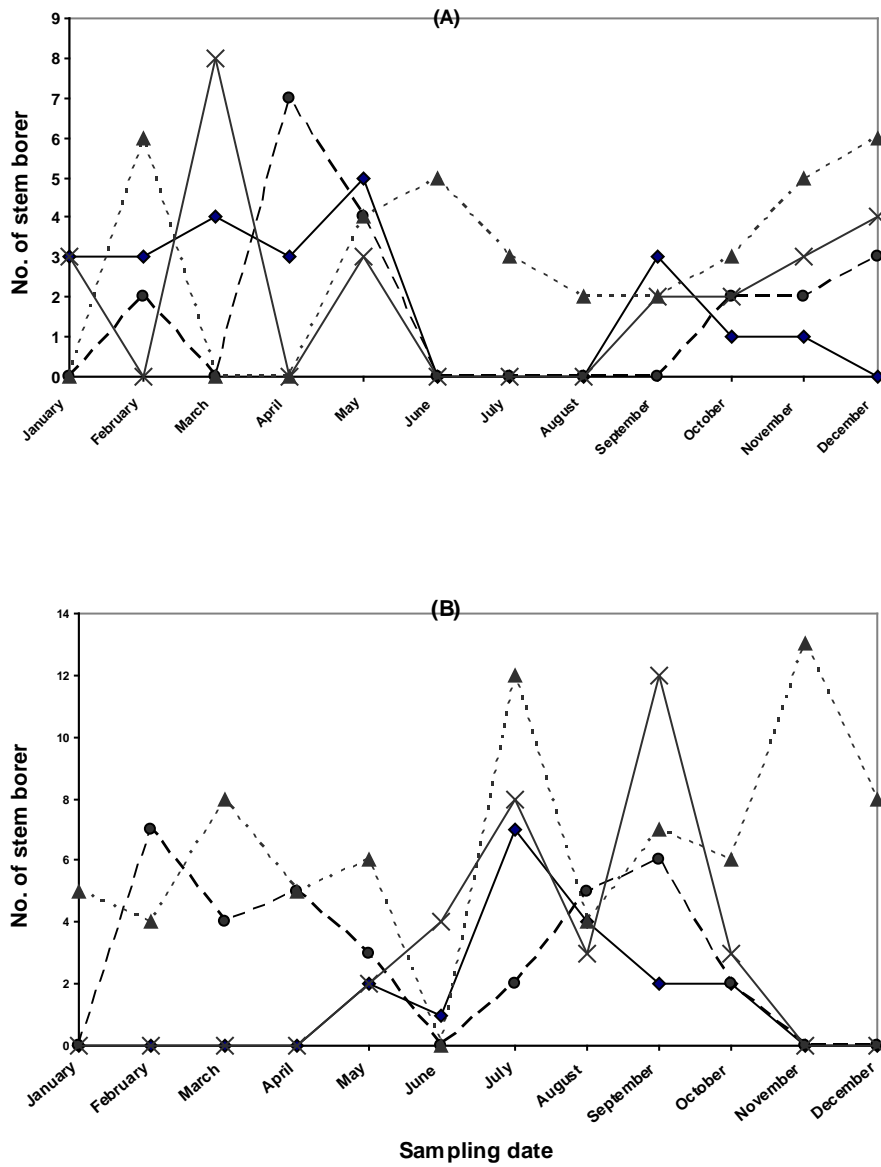 (A)
No. of stem borer
9
8
7
6
5
4
3
2
1
0
January
February
March
April
May
June
July
August
September
October
November
December
(B)
No. of stem borer
14
12
10
8
6
4
2
0
January
February
March
April
May
June
July
August
September
October
November
December
Sampling date